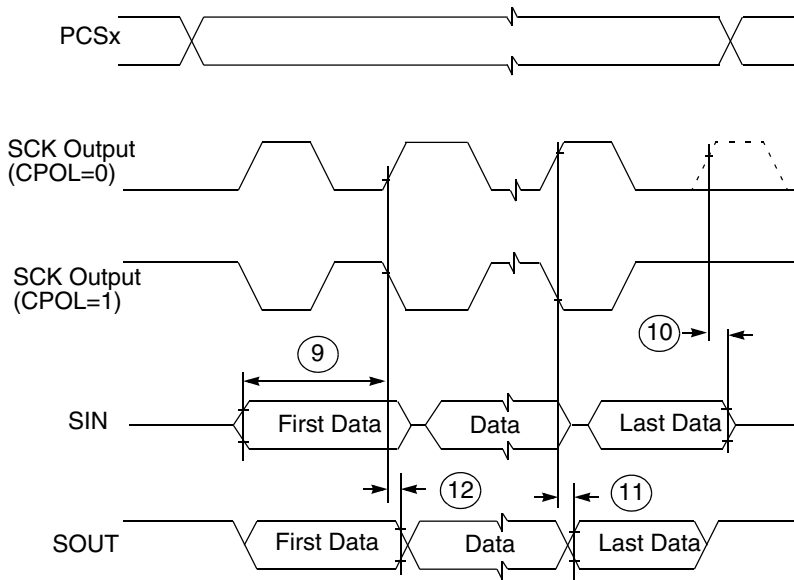 PCSx
SCK Output
(CPOL=0)
SCK Output
(CPOL=1)
10
9
SIN
First Data
Data
Last Data
12
11
SOUT
First Data
Data
Last Data